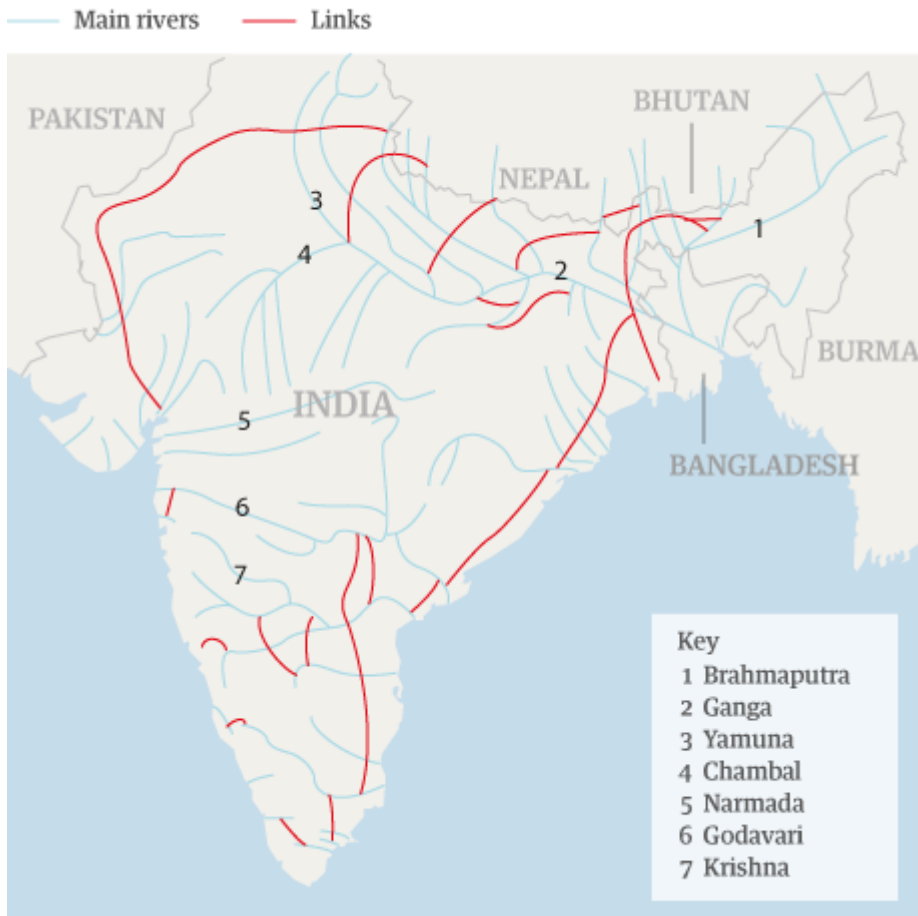 Main rivers Links
PAKISTAN
BHUTAN
NEPAL
3
1
4
2
BURMA
INDIA
5
BANGLADESH
6
7
Key
1 Brahmaputra
2 Ganga
3 Yamuna
4 Chambal
5 Narmada
6 Godavari
7 Krishna